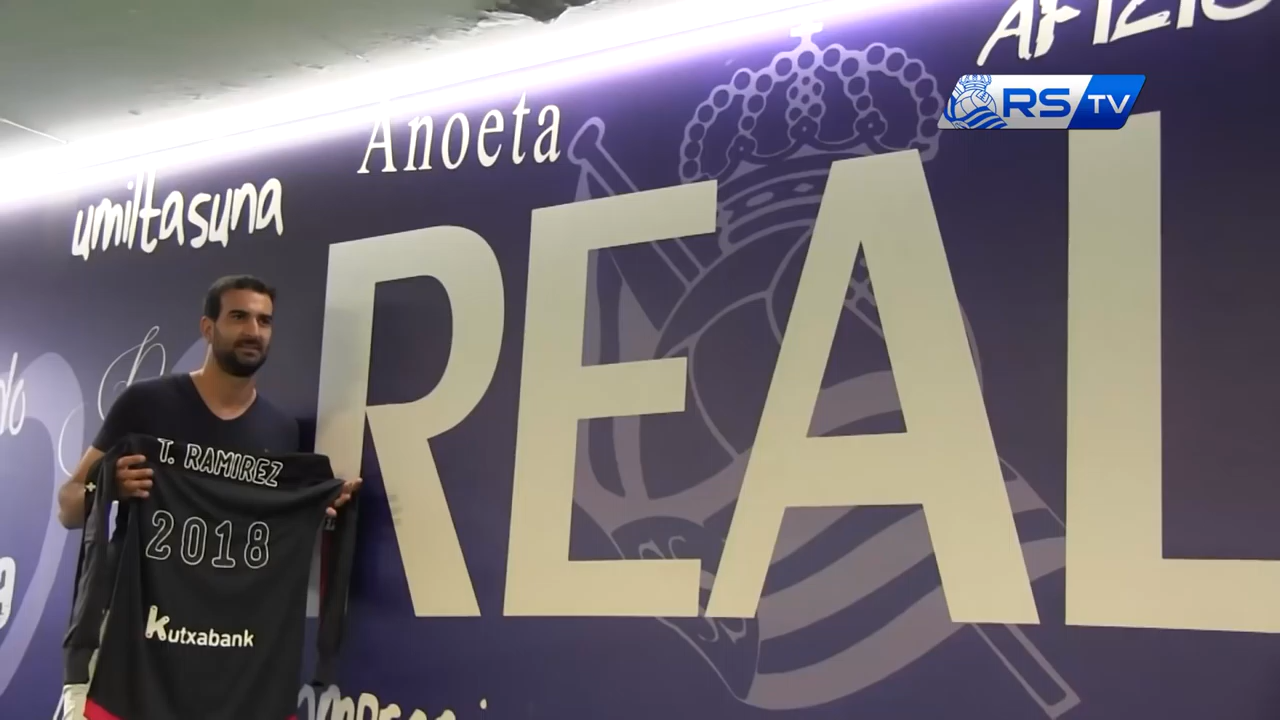 AFIZIO
RS TV
Anoeta
umiltasuna
REAL
T. RAMIREZ
2018
Kutxabank